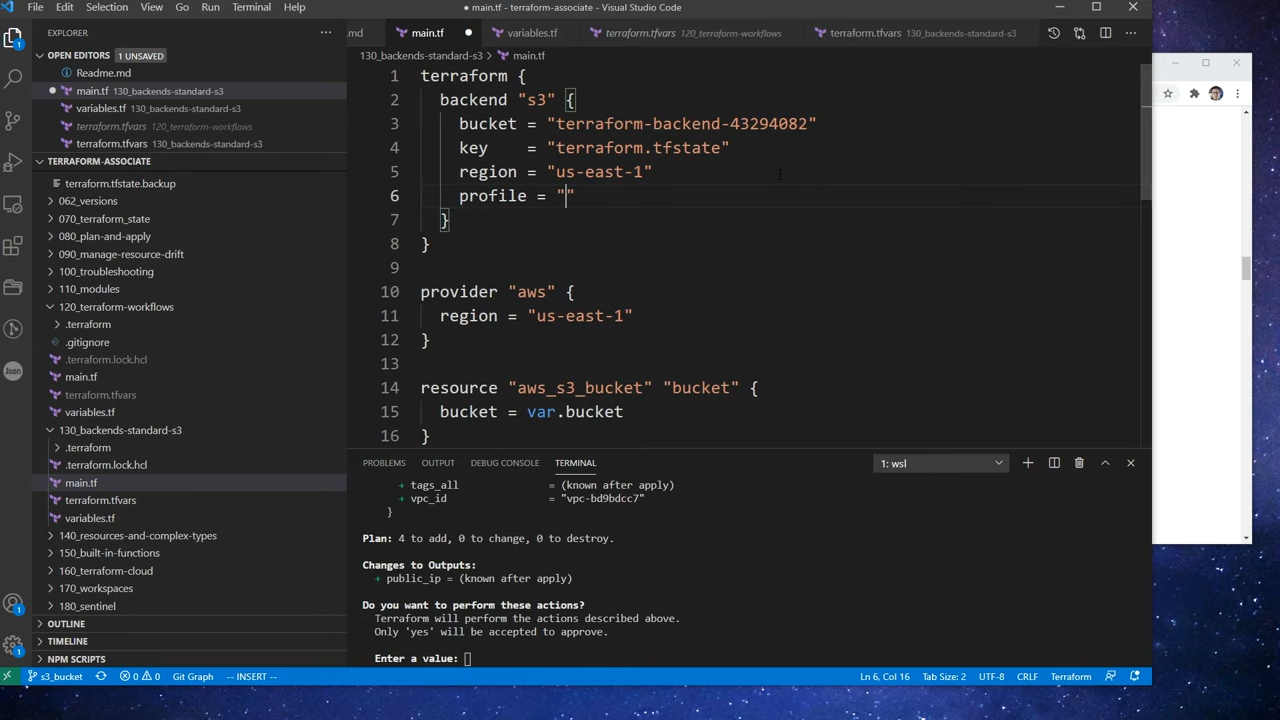 File Edit Selection View Go Run Terminal Help
● main.tf - terraform-associate - Visual Studio Code
EXPLORER
.md main.tf variables.tf terraform.tfvars 120_terraform-workflows terraform.tfvars 130_backends-standard-s3
OPEN EDITORS 1 UNSAVED
Readme.md
main.tf 130_backends-standard-s3
variables.tf 130_backends-standard-s3
terraform.tfvars 120_terraform-workflows
terraform.tfvars 130_backends-standard-s3
TERRAFORM-ASSOCIATE
terraform.tfstate.backup
062_versions
070_terraform_state
080_plan-and-apply
090_manage-resource-drift
100_troubleshooting
110_modules
120_terraform-workflows
.terraform
.gitignore
.terraform.lock.hcl
main.tf
terraform.tfvars
variables.tf
130_backends-standard-s3
.terraform
.terraform.lock.hcl
main.tf
terraform.tfvars
variables.tf
140_resources-and-complex-types
150_built-in-functions
160_terraform-cloud
170_workspaces
180_sentinel
OUTLINE
TIMELINE
NPM SCRIPTS
1
1
1
Json
130_backends-standard-s3 > main.tf
1 terraform {
2 backend "s3" {
3 bucket = "terraform-backend-43294082"
4 key = "terraform.tfstate"
5 region = "us-east-1"
6 profile = ""
7 }
8 }
9
10 provider "aws" {
11 region = "us-east-1"
12 }
13
14 resource "aws_s3_bucket" "bucket" {
15 bucket = var.bucket
16 }
PROBLEMS OUTPUT DEBUG CONSOLE TERMINAL 1: wsl
+ tags_all = (known after apply)
+ vpc_id = "vpc-bd9bdcc7"
}
Plan: 4 to add, 0 to change, 0 to destroy.
Changes to Outputs:
+ public_ip = (known after apply)
Do you want to perform these actions?
Terraform will perform the actions described above.
Only 'yes' will be accepted to approve.
Enter a value:
s3_bucket 0 0 Git Graph -- INSERT -- Ln 6, Col 16 Tab Size: 2 UTF-8 CRLF Terraform